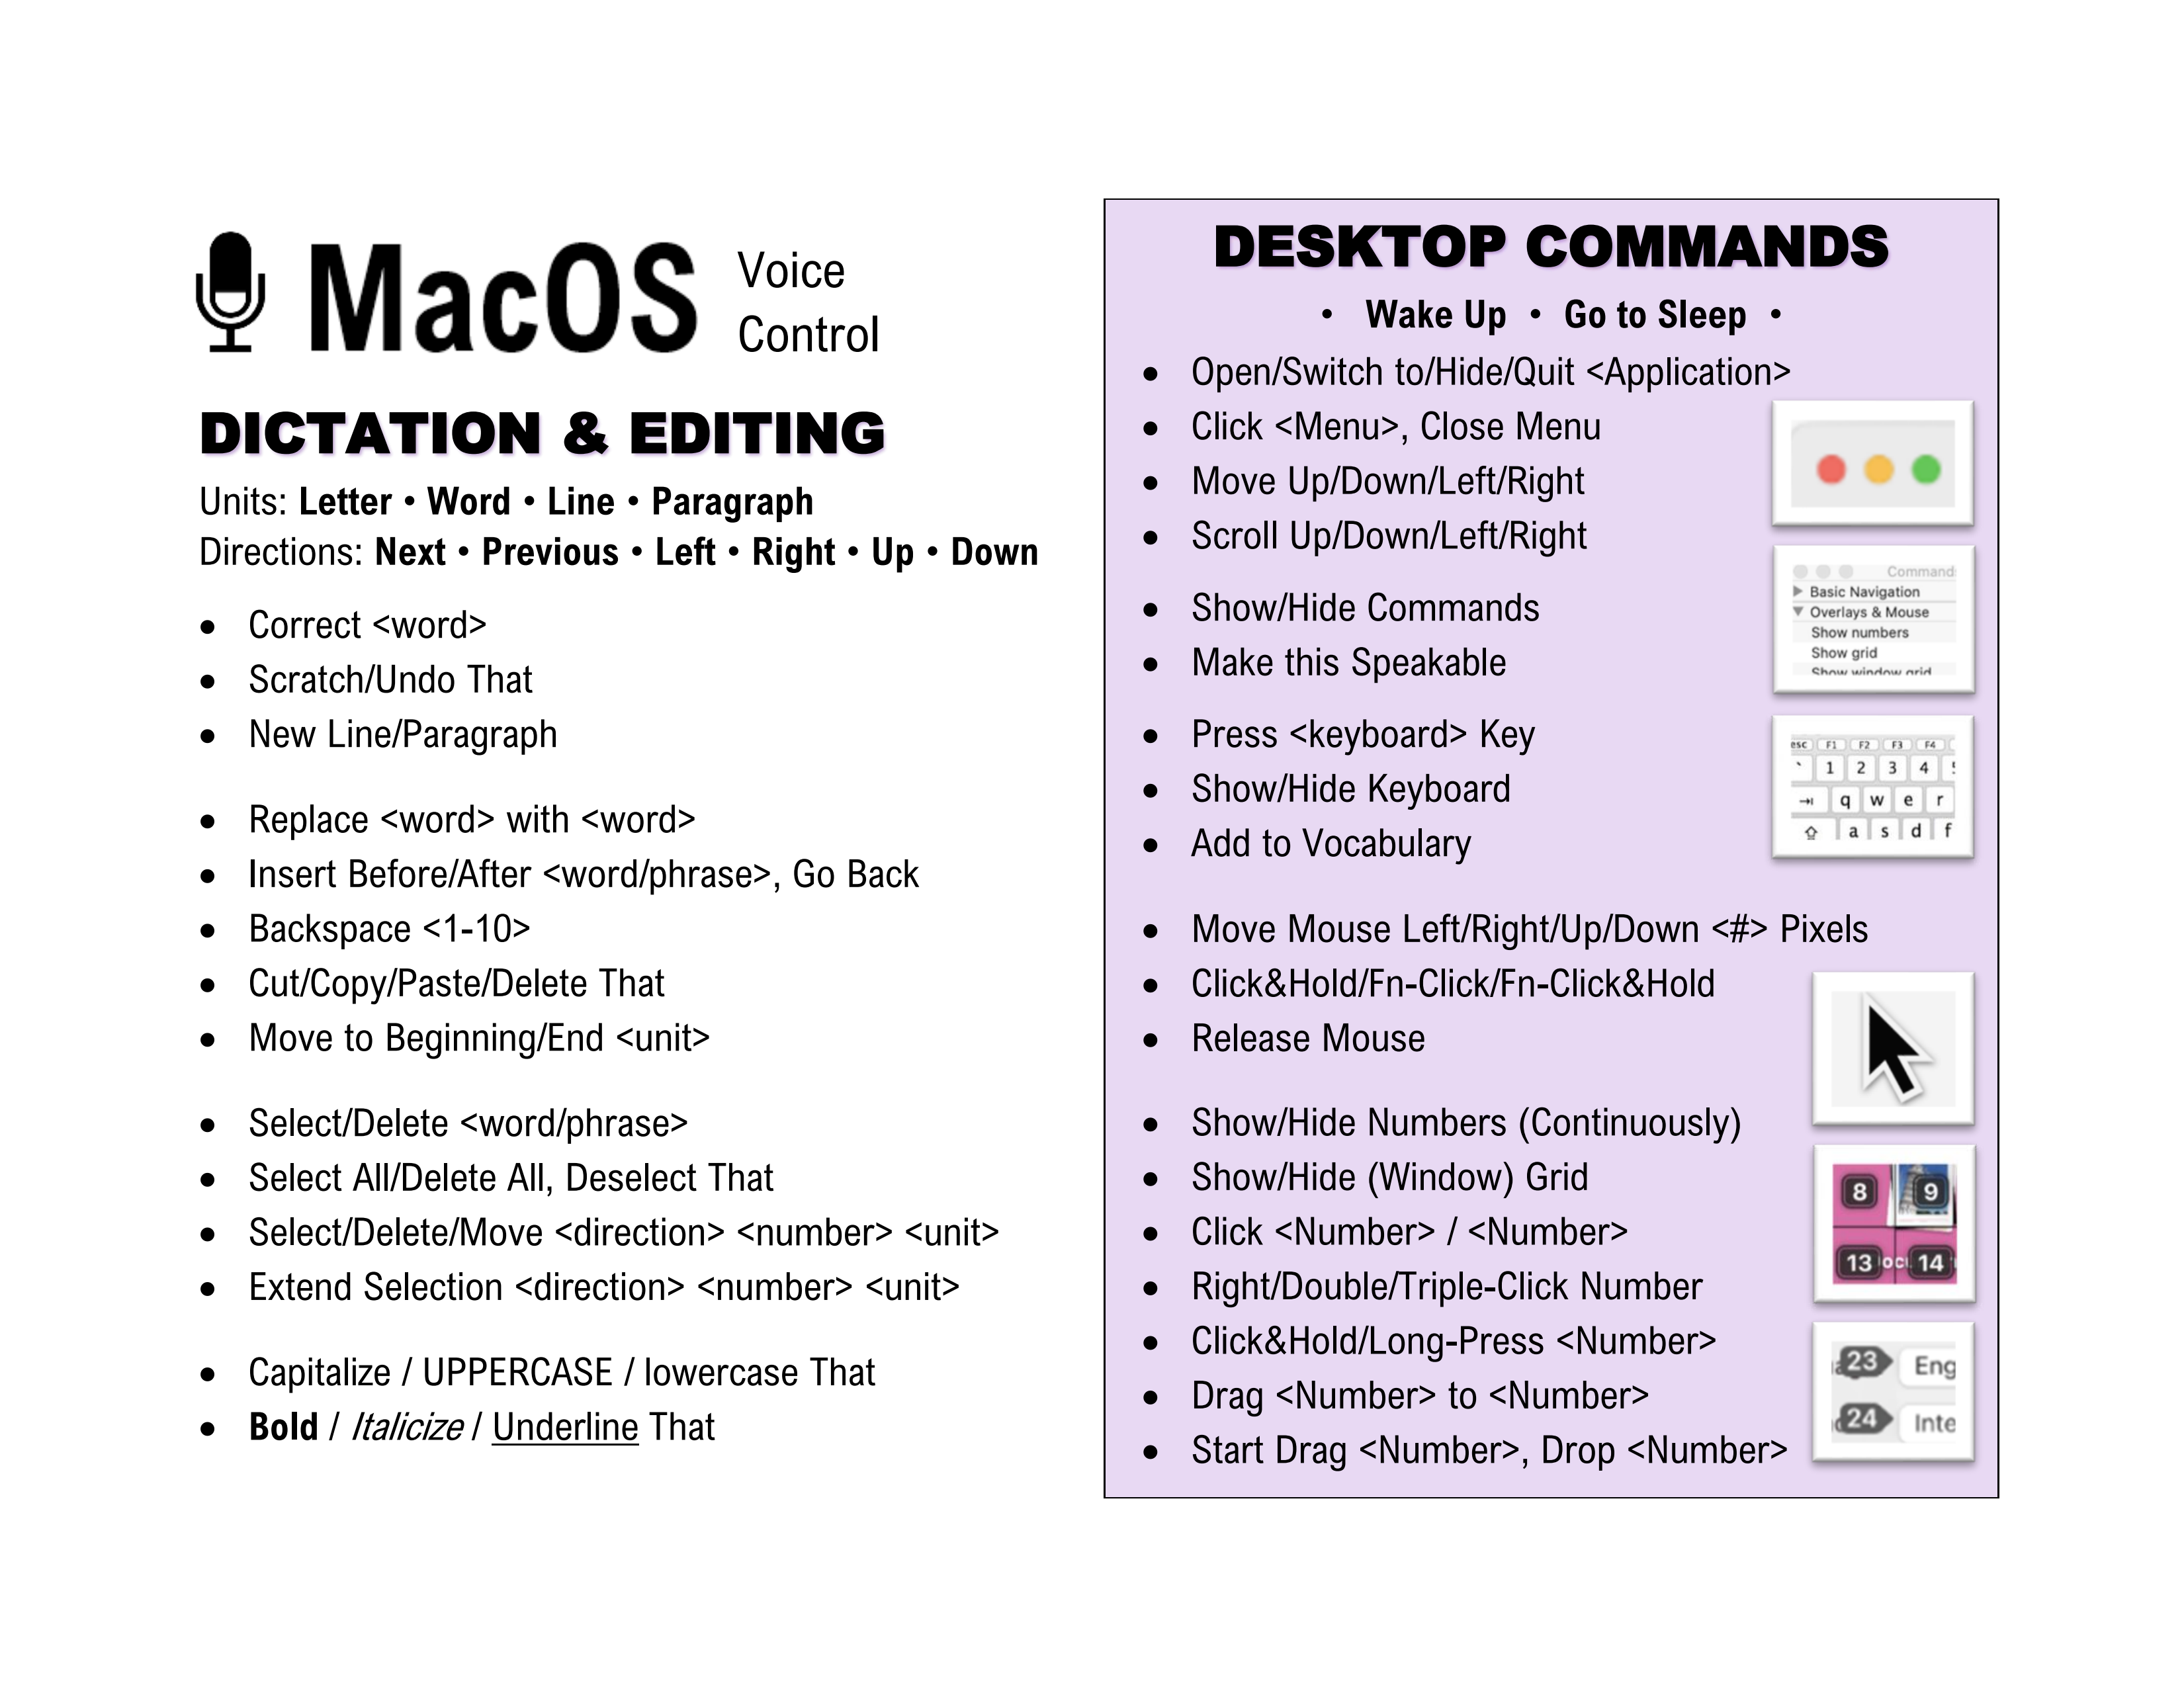 MacOS
Voice
Control
DICTATION & EDITING
Units: Letter • Word • Line • Paragraph
Directions: Next • Previous • Left • Right • Up • Down
• Correct <word>
• Scratch/Undo That
• New Line/Paragraph
• Replace <word> with <word>
• Insert Before/After <word/phrase>, Go Back
• Backspace <1-10>
• Cut/Copy/Paste/Delete That
• Move to Beginning/End <unit>
• Select/Delete <word/phrase>
• Select All/Delete All, Deselect That
• Select/Delete/Move <direction> <number> <unit>
• Extend Selection <direction> <number> <unit>
• Capitalize / UPPERCASE / lowercase That
• Bold / Italicize / Underline That
DESKTOP COMMANDS
• Wake Up • Go to Sleep •
• Open/Switch to/Hide/Quit <Application>
• Click <Menu>, Close Menu
• Move Up/Down/Left/Right
• Scroll Up/Down/Left/Right
• Show/Hide Commands
• Make this Speakable
• Press <keyboard> Key
• Show/Hide Keyboard
• Add to Vocabulary
• Move Mouse Left/Right/Up/Down <#> Pixels
• Click&Hold/Fn-Click/Fn-Click&Hold
• Release Mouse
• Show/Hide Numbers (Continuously)
• Show/Hide (Window) Grid
• Click <Number> / <Number>
• Right/Double/Triple-Click Number
• Click&Hold/Long-Press <Number>
• Drag <Number> to <Number>
• Start Drag <Number>, Drop <Number>
Command
Basic Navigation
Overlays & Mouse
Show numbers
Show grid
Show window grid
esc F1 F2 F3 F4
` 1 2 3 4
q w e r
a s d f
8 9
13 14
23 Eng
24 Inte